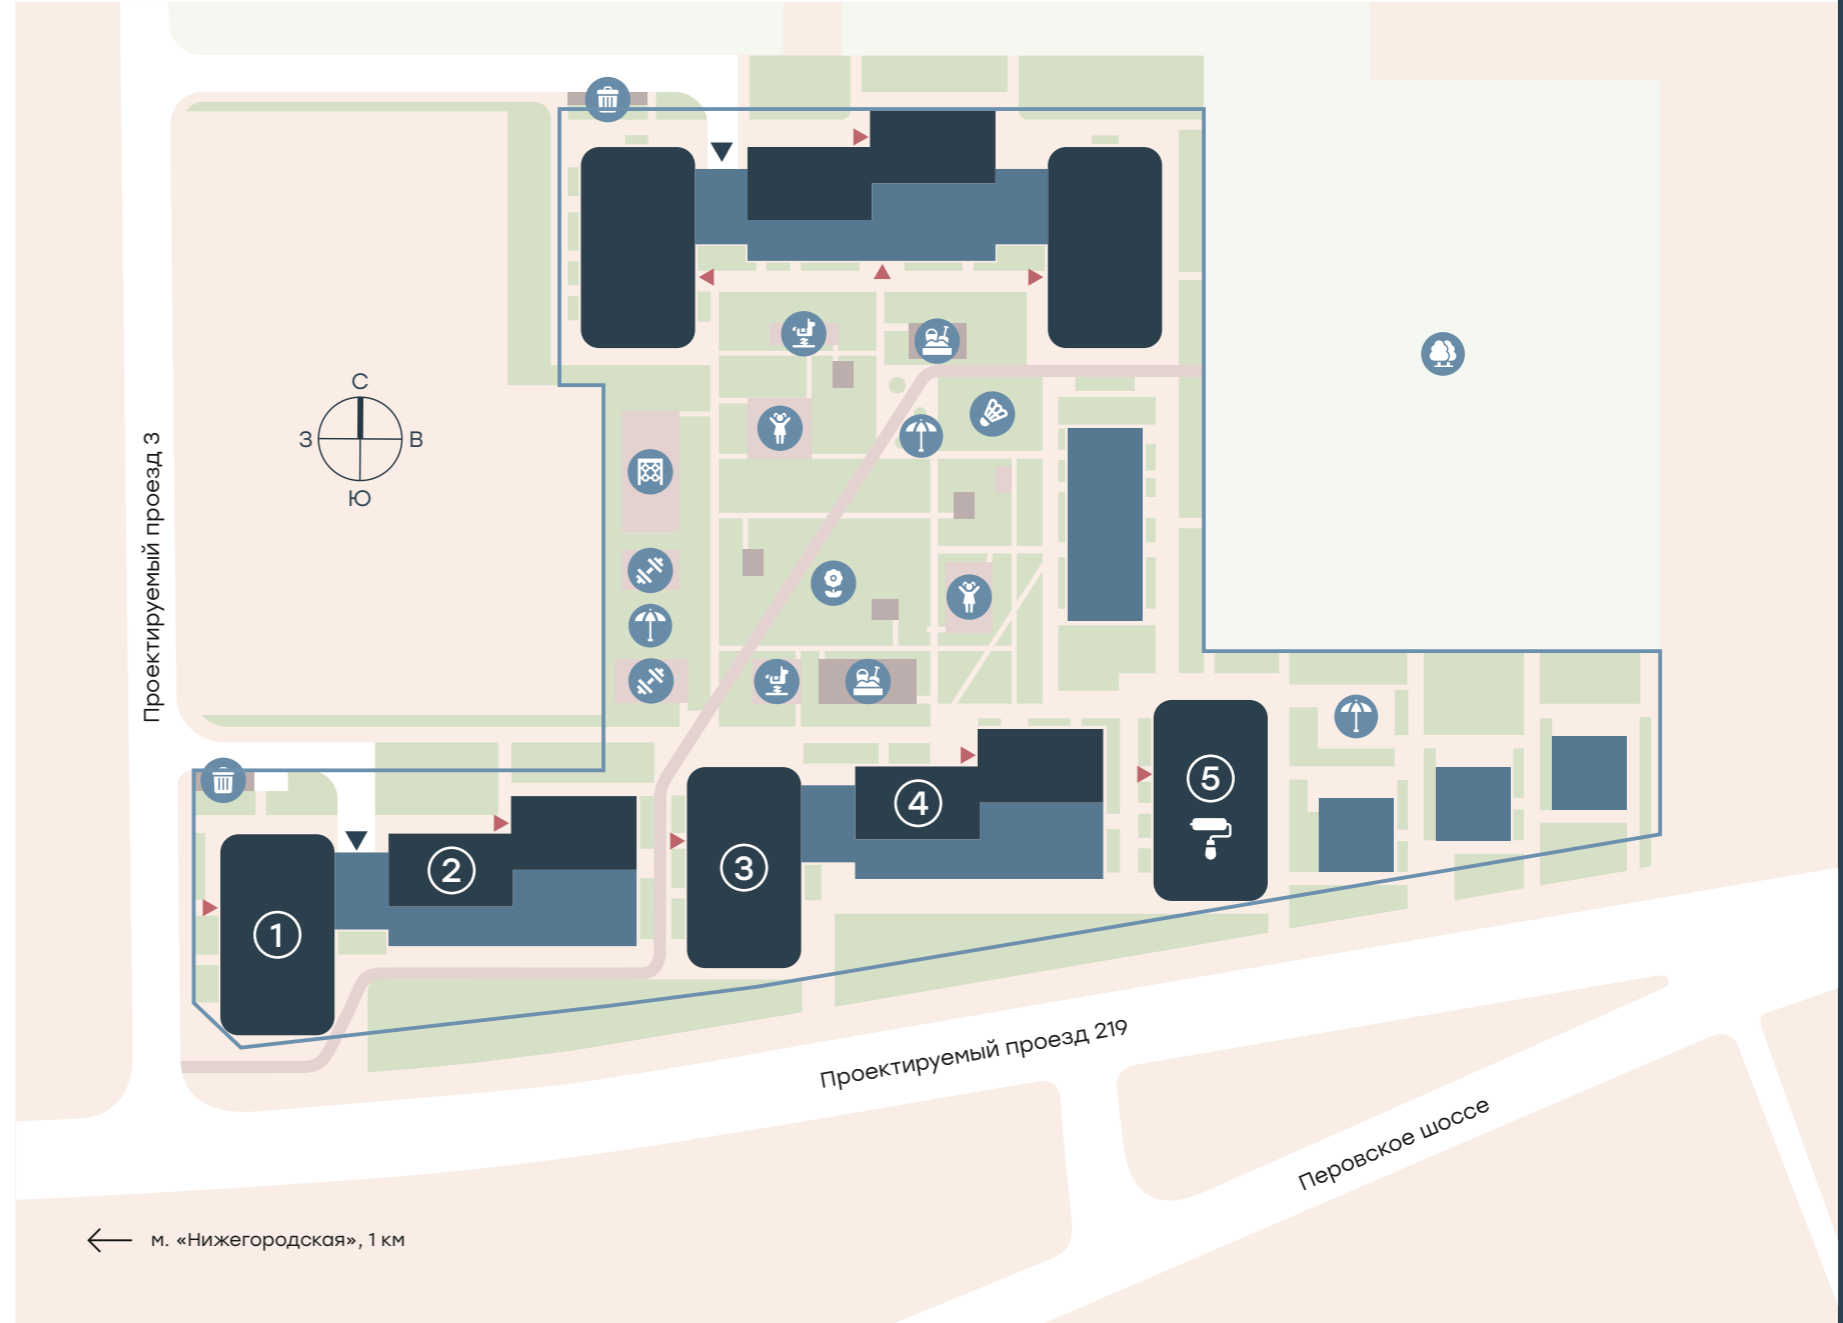 С
З
В
Ю
Проектируемый проезд 3
1
2
3
4
5
Проектируемый проезд 219
Перовское шоссе
м. «Нижегородская», 1 км